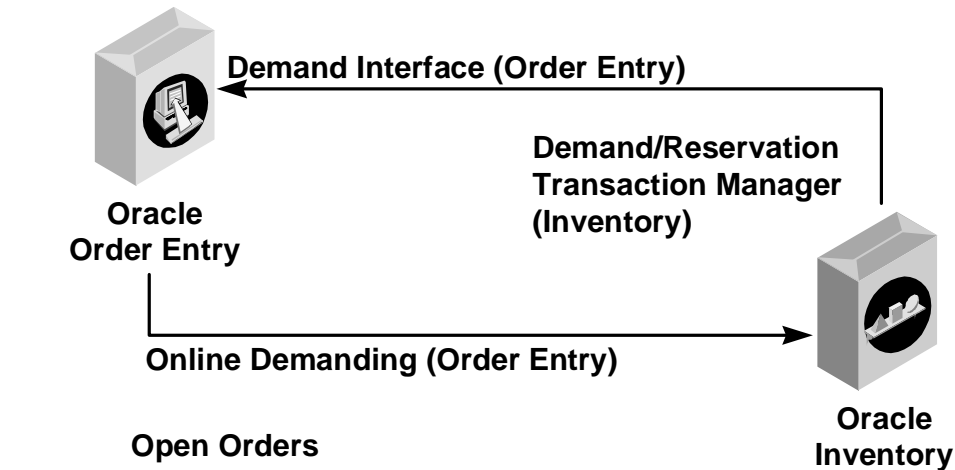 Demand Interface (Order Entry)
Demand/Reservation
Transaction Manager
(Inventory)
Oracle
Order Entry
Online Demanding (Order Entry)
Oracle
Inventory
Open Orders